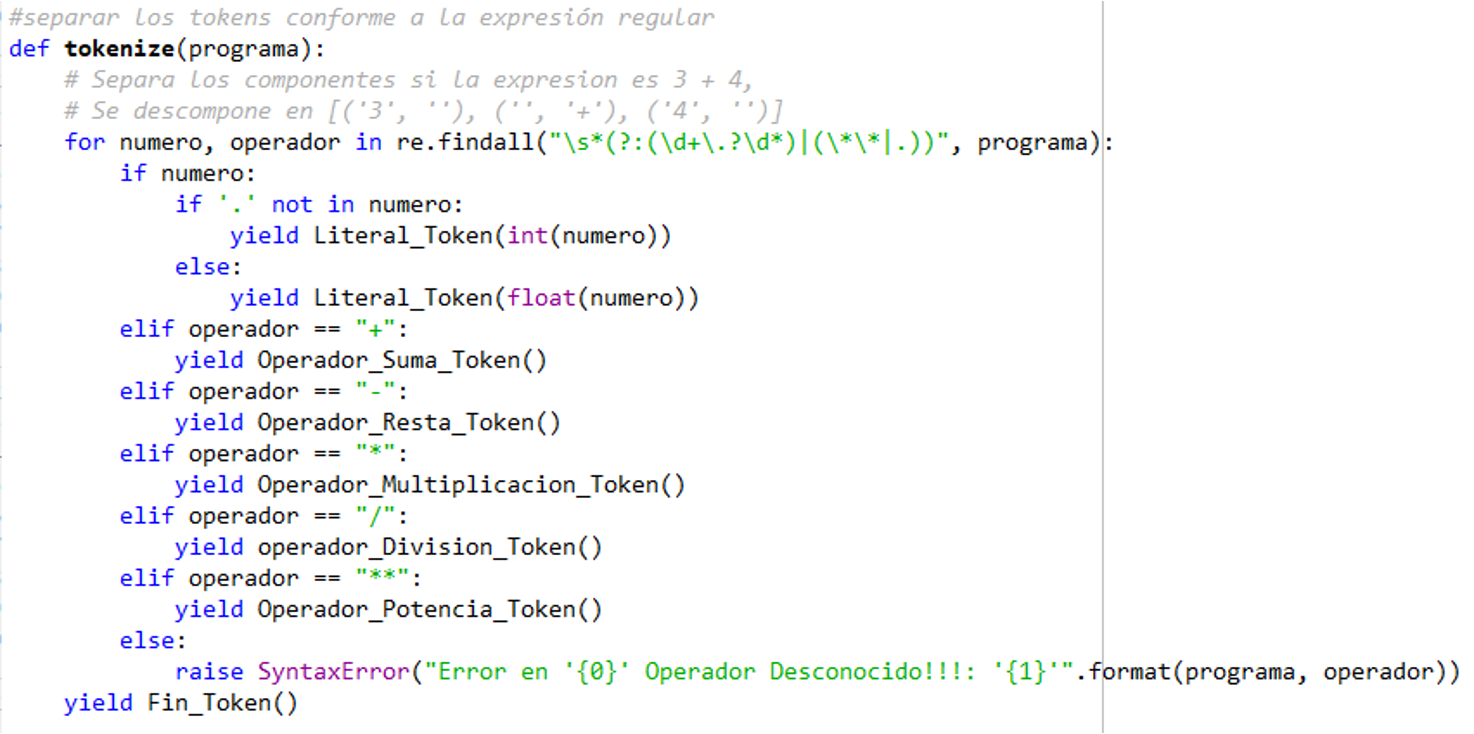 #separar los tokens conforme a la expresión regular
def tokenize(programa):
    # Separa los componentes si la expresion es 3 + 4,
    # Se descompone en [('3', ''), ('', '+'), ('4', '')]
    for numero, operador in re.findall("\s*(?:(\d+\.?\d*)|(\*\*|.))", programa):
        if numero:
            if '.' not in numero:
                yield Literal_Token(int(numero))
            else:
                yield Literal_Token(float(numero))
        elif operador == "+":
            yield Operador_Suma_Token()
        elif operador == "-":
            yield Operador_Resta_Token()
        elif operador == "*":
            yield Operador_Multiplicacion_Token()
        elif operador == "/":
            yield operador_Division_Token()
        elif operador == "**":
            yield Operador_Potencia_Token()
        else:
            raise SyntaxError("Error en '{0}' Operador Desconocido!!!: '{1}'".format(programa, operador))
    yield Fin_Token()